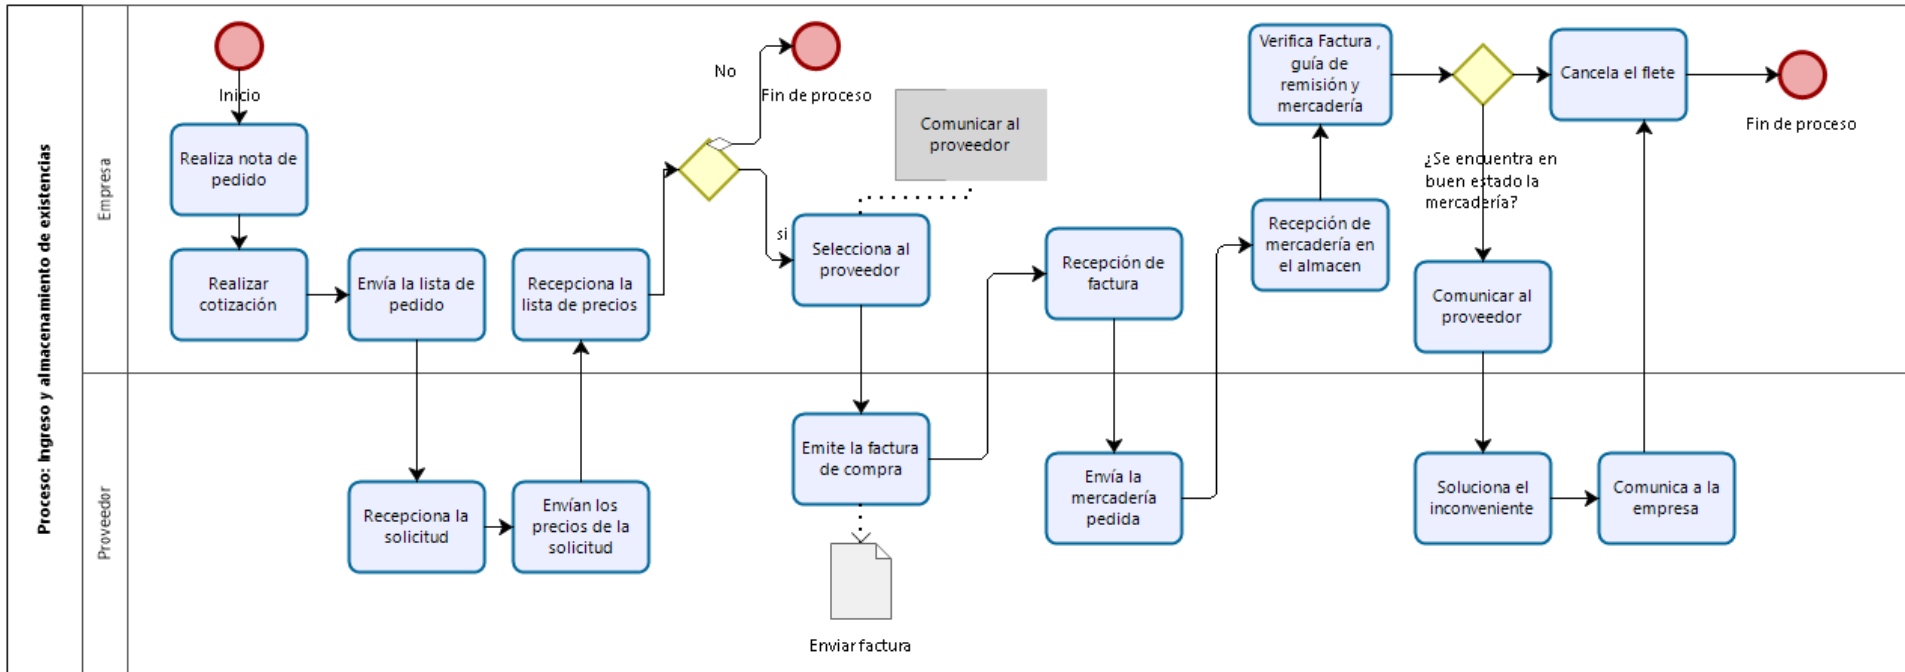 Proceso: Ingreso y almacenamiento de existencias
Empresa
Proveedor
Inicio
Realiza nota de
pedido
Realizar
cotización
Envía la lista de
pedido
Recepciona la
solicitud
Envían los
precios de la
solicitud
Recepciona la
lista de precios
No
Fin de proceso
si
Comunicar al
proveedor
Selecciona al
proveedor
Emite la factura
de compra
Enviar factura
Recepción de
factura
Envía la
mercadería
pedida
Recepción de
mercadería en
el almacen
Verifica Factura ,
guía de
remisión y
mercadería
¿Se encuentra en
buen estado la
mercadería?
Comunicar al
proveedor
Soluciona el
inconveniente
Comunica a la
empresa
Cancela el flete
Fin de proceso